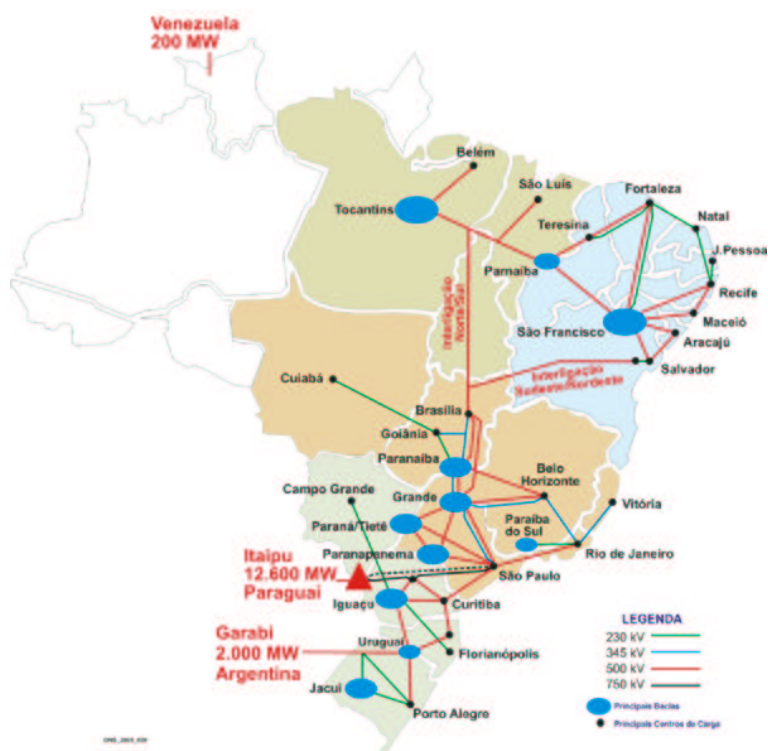 Venezuela
200 MW
Belém
São Luís
Fortaleza
Tocantins
Teresina
Natal
J.Pessoa
Parnaíba
Recife
São Francisco
Maceió
Aracajú
Interligação
Norte/Sul
Interligação
Sudeste/Nordeste
Salvador
Cuiabá
Brasília
Goiânia
Paranaíba
Belo
Horizonte
Campo Grande
Grande
Vitória
Paraná/Tietê
Paraíba
do Sul
Itaipu
12.600 MW
Paraguai
Paranapanema
Rio de Janeiro
São Paulo
Iguaçu
Curitiba
Garabi
2.000 MW
Argentina
Uruguai
Florianópolis
Jacuí
Porto Alegre
LEGENDA
230 kV
345 kV
500 kV
750 kV
Principais Bacias
Principais Centros de Carga